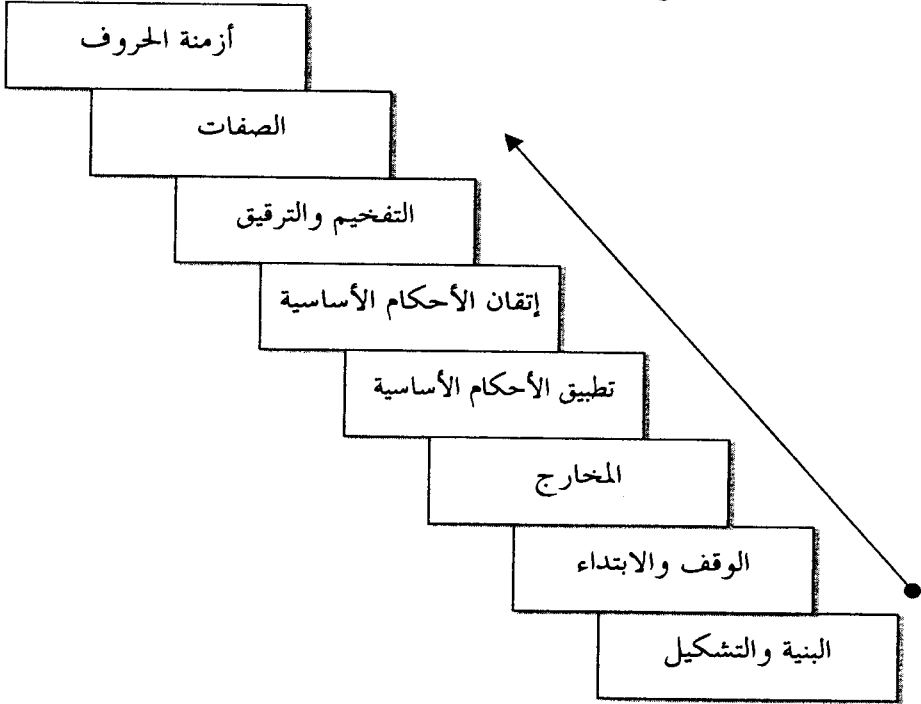 أزمنة الحروف
الصفات
التفخيم والترقيق
إتقان الأحكام الأساسية
تطبيق الأحكام الأساسية
المخارج
الوقف والابتداء
البنية والتشكيل